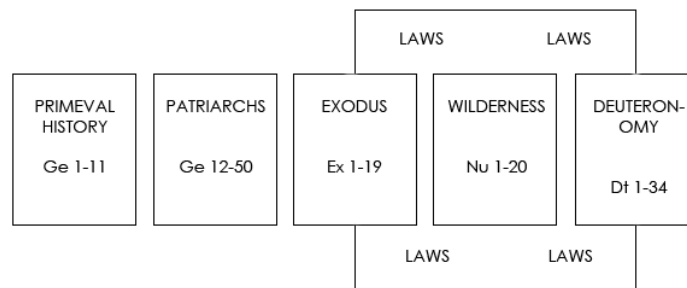 LAWS LAWS
PRIMEVAL
HISTORY
Ge 1-11
PATRIARCHS
Ge 12-50
EXODUS
Ex 1-19
WILDERNESS
Nu 1-20
DEUTERON-
OMY
Dt 1-34
LAWS LAWS